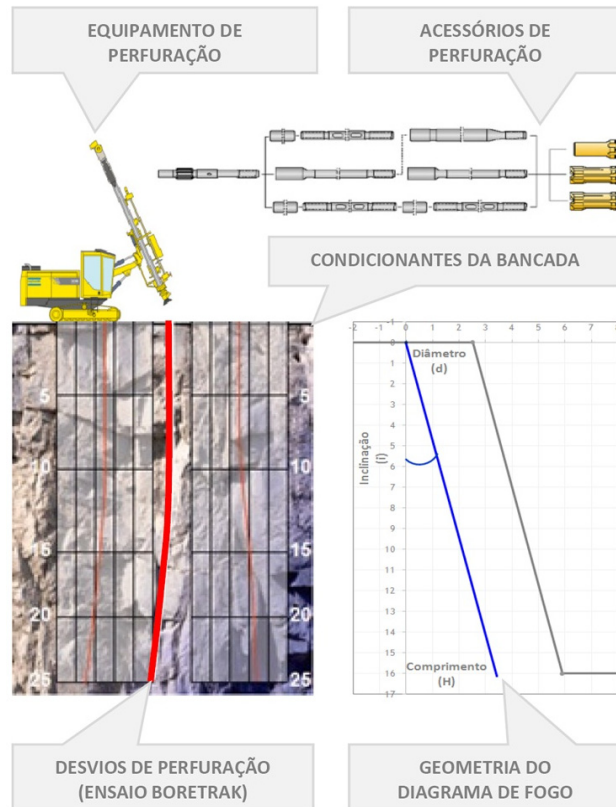 EQUIPAMENTO DE
PERFURAÇÃO
ACESSÓRIOS DE
PERFURAÇÃO
CONDICIONANTES DA BANCADA
5
5
10
10
15
15
20
20
25
25
-2
-1
0
1
2
3
4
5
6
7
8
-1
0
1
2
3
4
5
6
7
8
9
10
11
12
13
14
15
16
17
Diâmetro
(d)
Inclinação
(i)
Comprimento
(H)
DESVIOS DE PERFURAÇÃO
(ENSAIO BORETRAK)
GEOMETRIA DO
DIAGRAMA DE FOGO